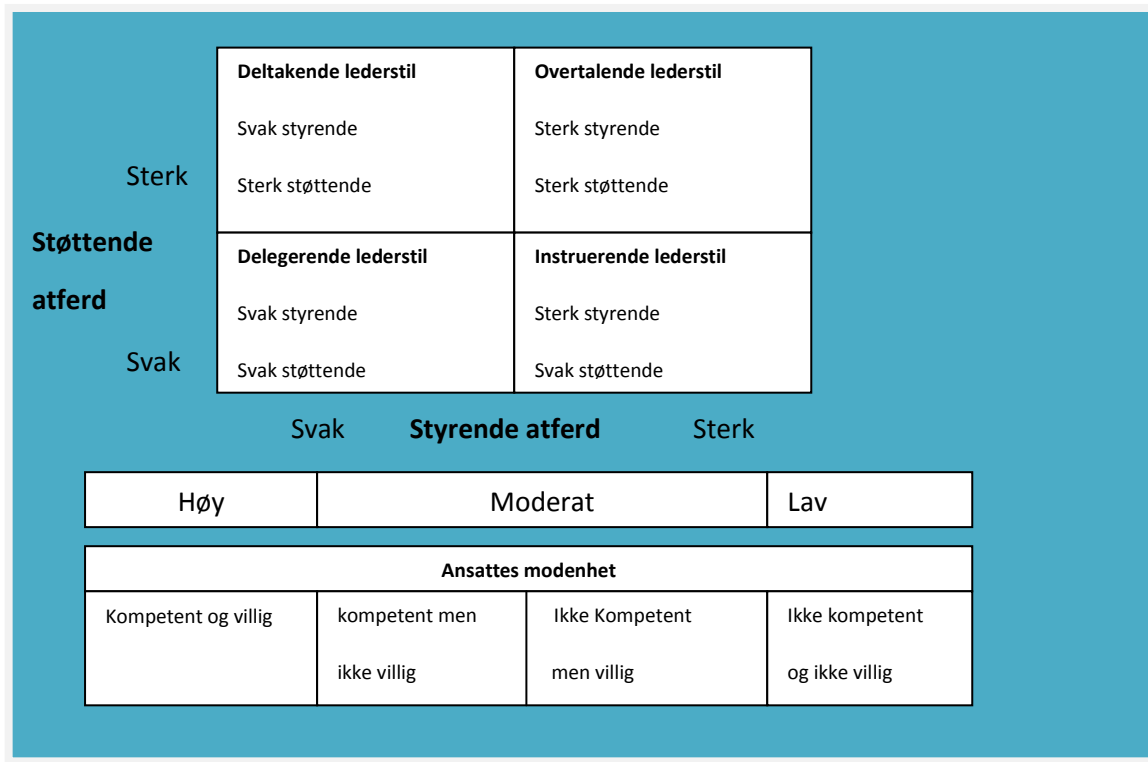 Deltakende lederstil
Svak styrende
Sterk støttende
Overtalende lederstil
Sterk styrende
Sterk støttende
Sterk
Støttende
atferd
Svak
Delegerende lederstil
Svak styrende
Svak støttende
Instruerende lederstil
Sterk styrende
Svak støttende
Svak Styrende atferd Sterk
Høy Moderat Lav
Ansattes modenhet
Kompetent og villig
kompetent men
ikke villig
Ikke Kompetent
men villig
Ikke kompetent
og ikke villig